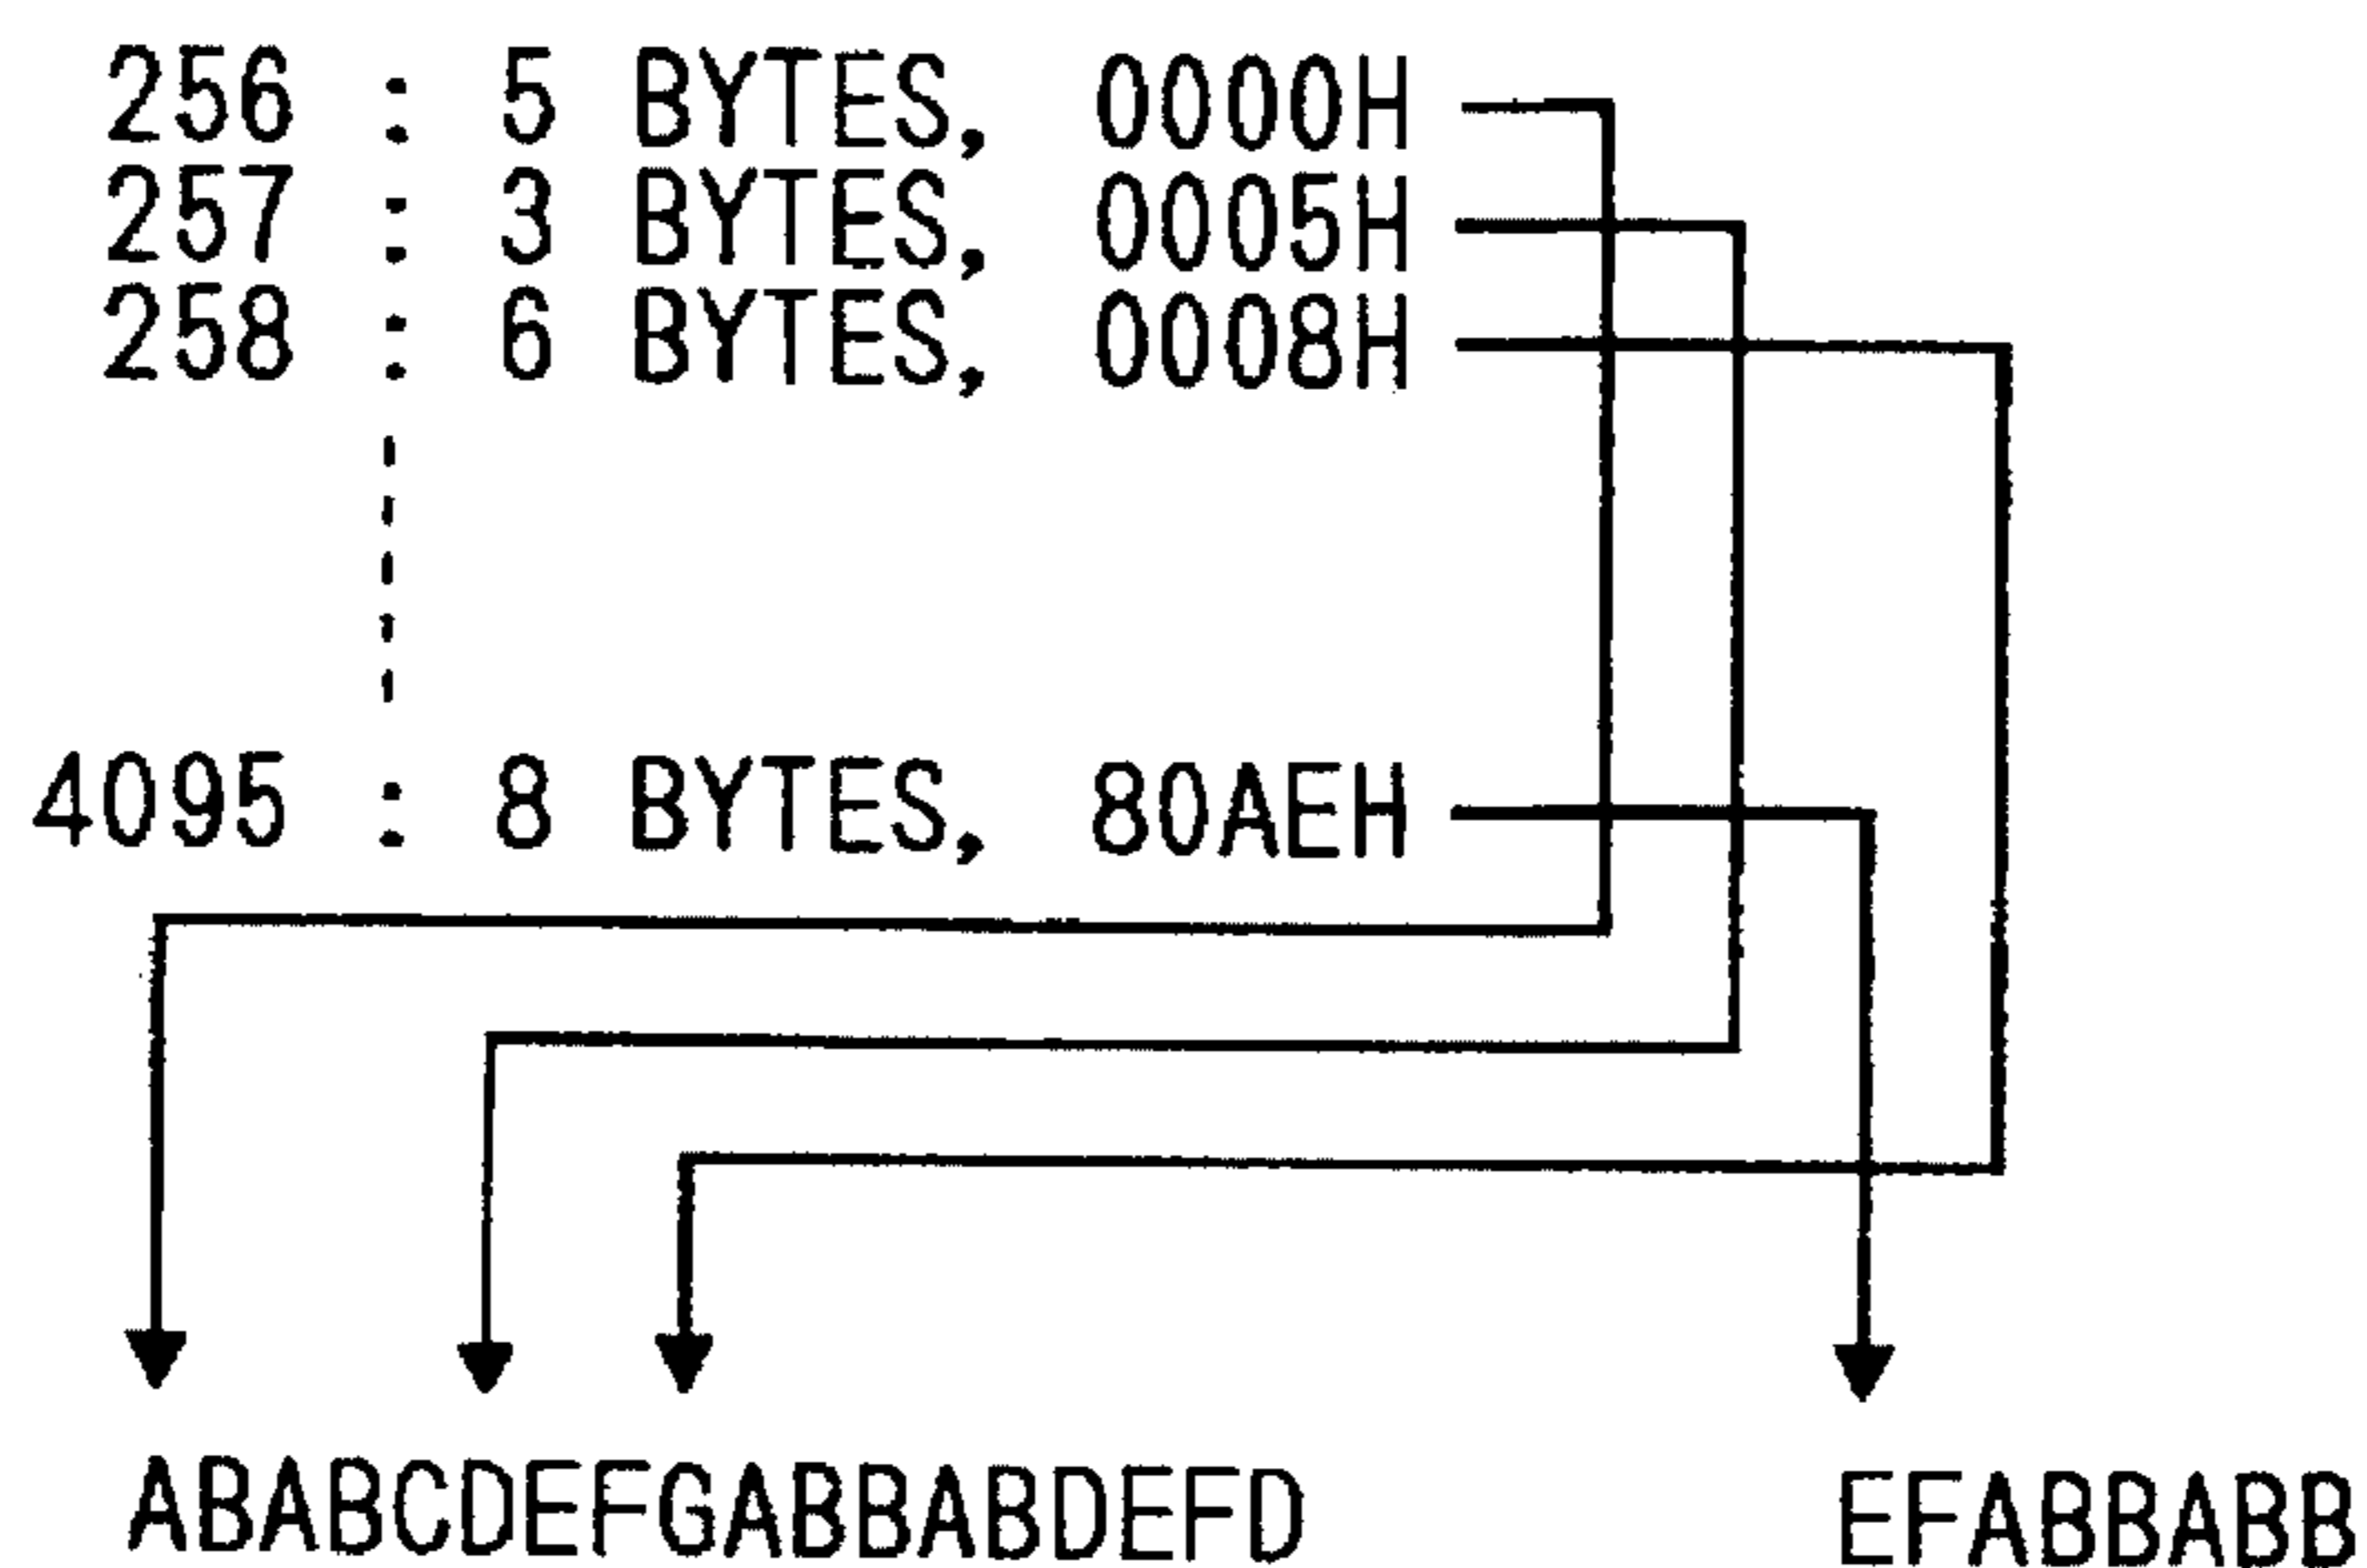 256 : 5 BYTES, 0000H
257 : 3 BYTES, 0005H
258 : 6 BYTES, 0008H
4095 : 8 BYTES, 80AEH
ABABCDEFGABBABDEFD EFABBABB